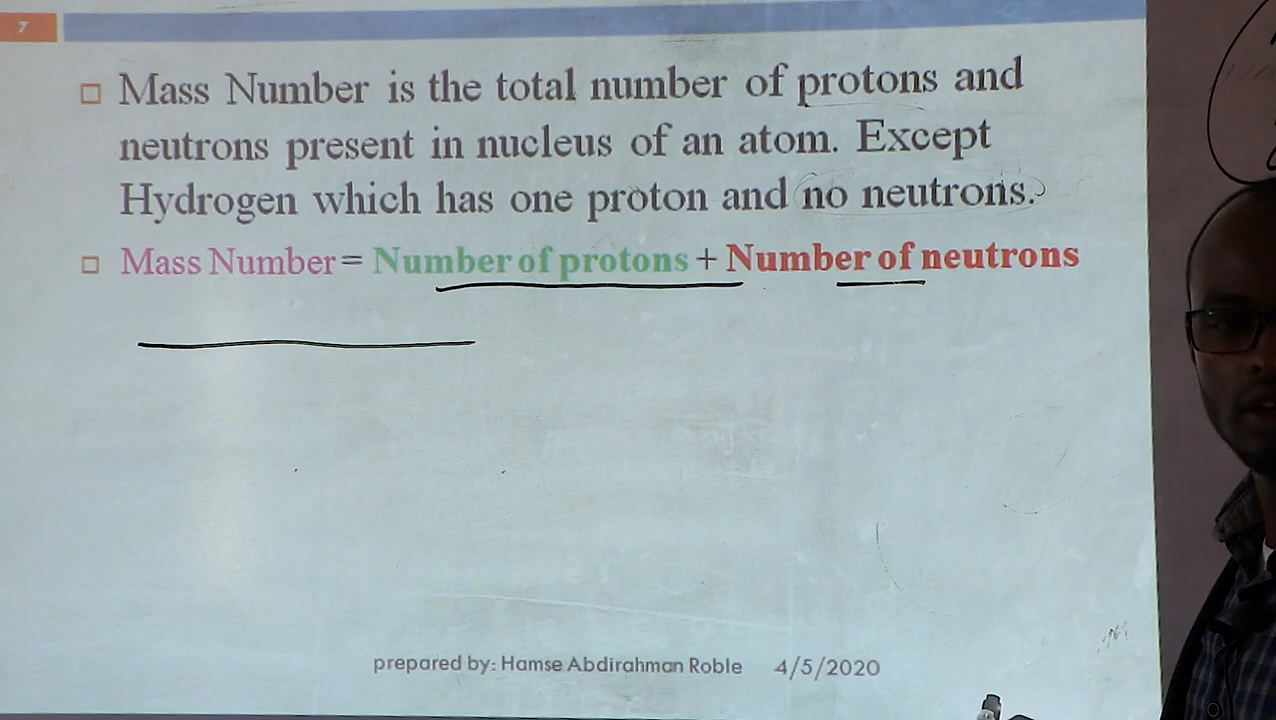 7
Mass Number is the total number of protons and
neutrons present in nucleus of an atom. Except
Hydrogen which has one proton and no neutrons.
Mass Number= Number of protons + Number of neutrons
prepared by: Hamse Abdirahman Roble 4/5/2020